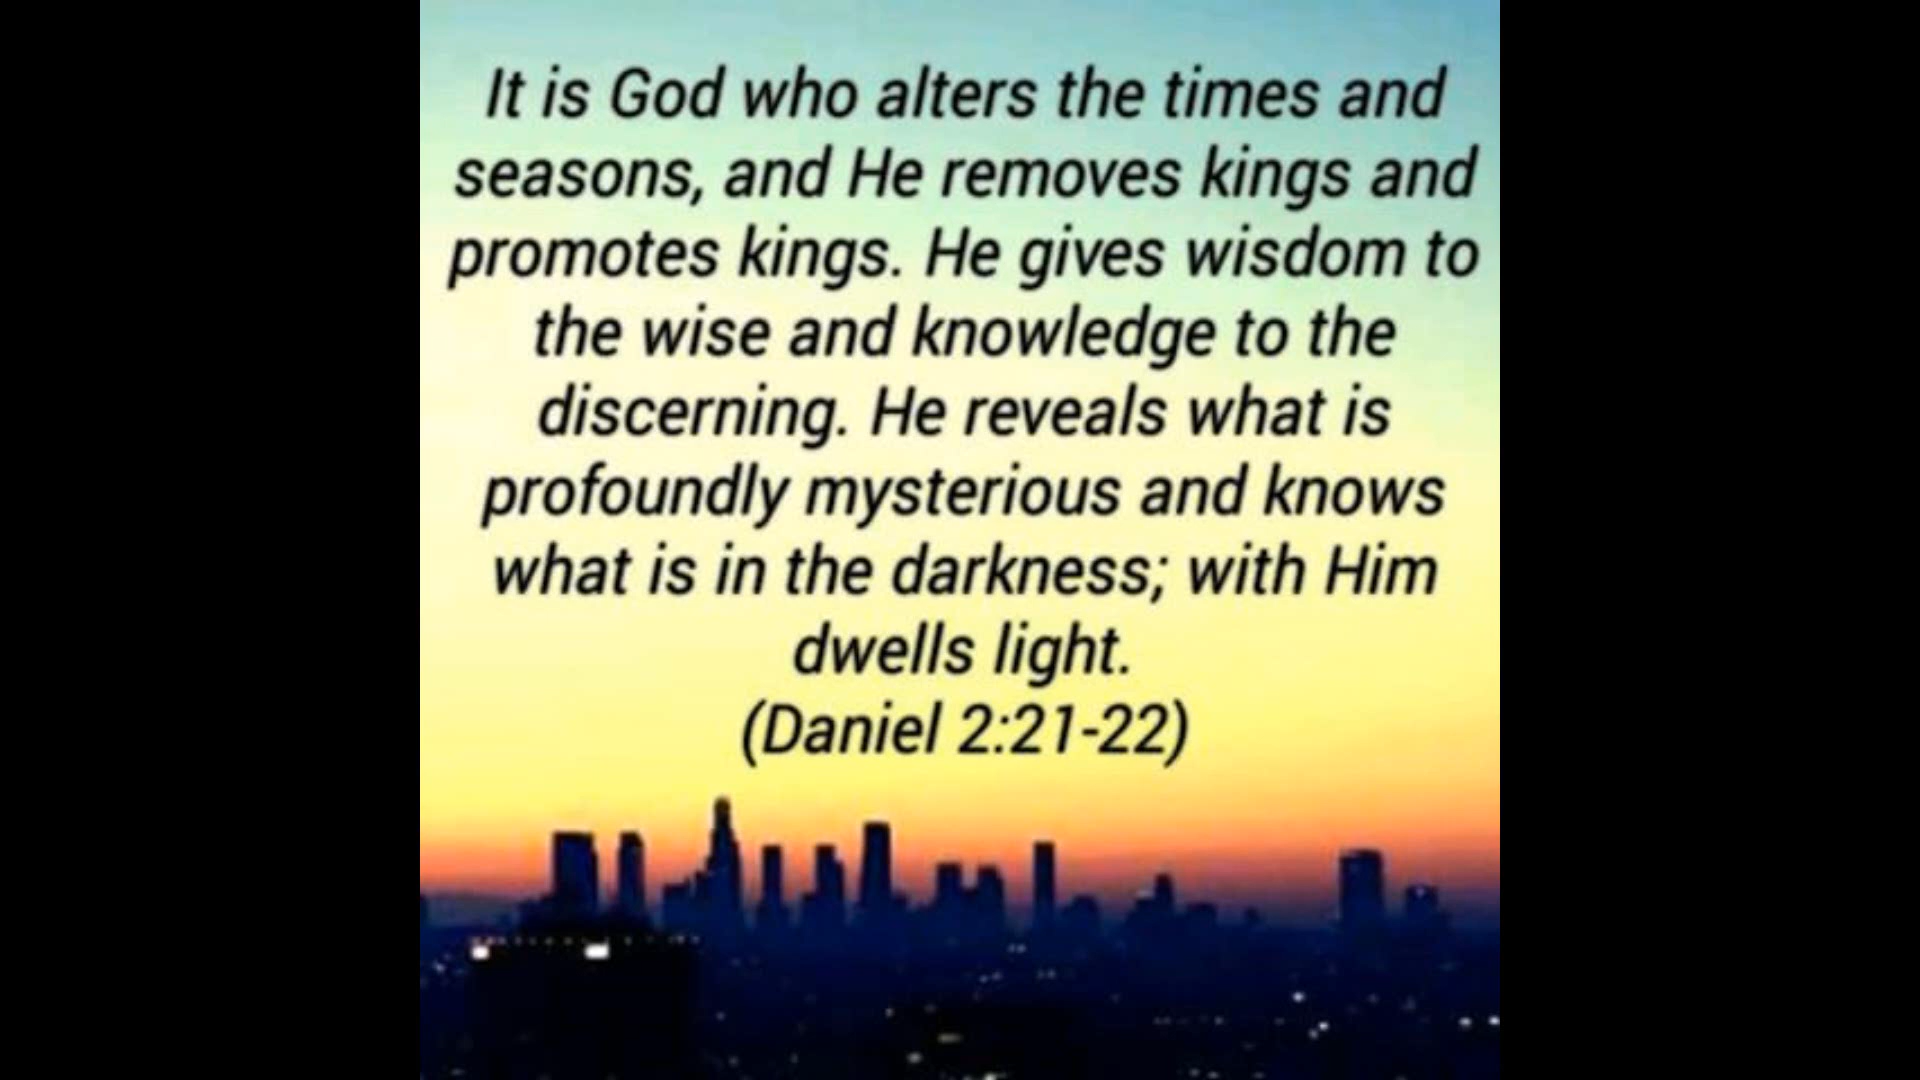 It is God who alters the times and
seasons, and He removes kings and
promotes kings. He gives wisdom to
the wise and knowledge to the
discerning. He reveals what is
profoundly mysterious and knows
what is in the darkness; with Him
dwells light.
(Daniel 2:21-22)